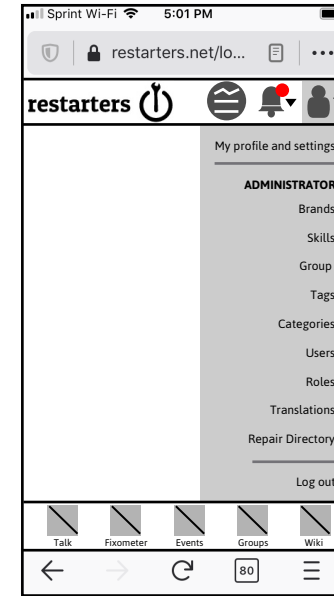 Sprint Wi-Fi 5:01 PM
restarters.net/lo...
restarters
My profile and settings
ADMINISTRATOR
Brands
Skills
Group
Tags
Categories
Users
Roles
Translations
Repair Directory
Log out
Talk Fixometer Events Groups Wiki
80